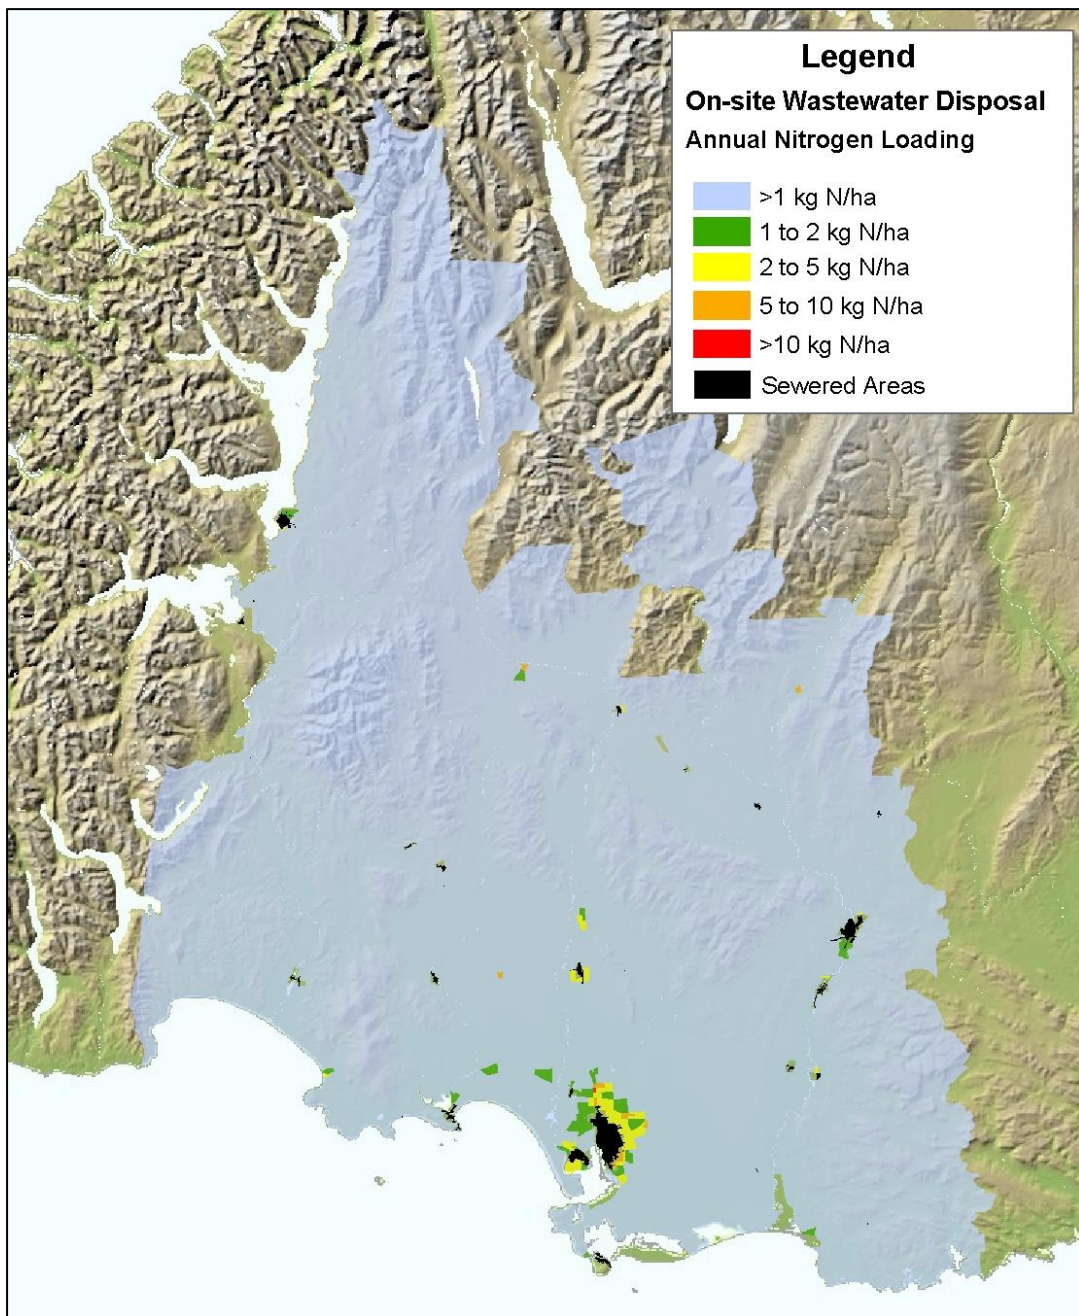 Legend
On-site Wastewater Disposal
Annual Nitrogen Loading
>1 kg N/ha
1 to 2 kg N/ha
2 to 5 kg N/ha
5 to 10 kg N/ha
>10 kg N/ha
Sewered Areas